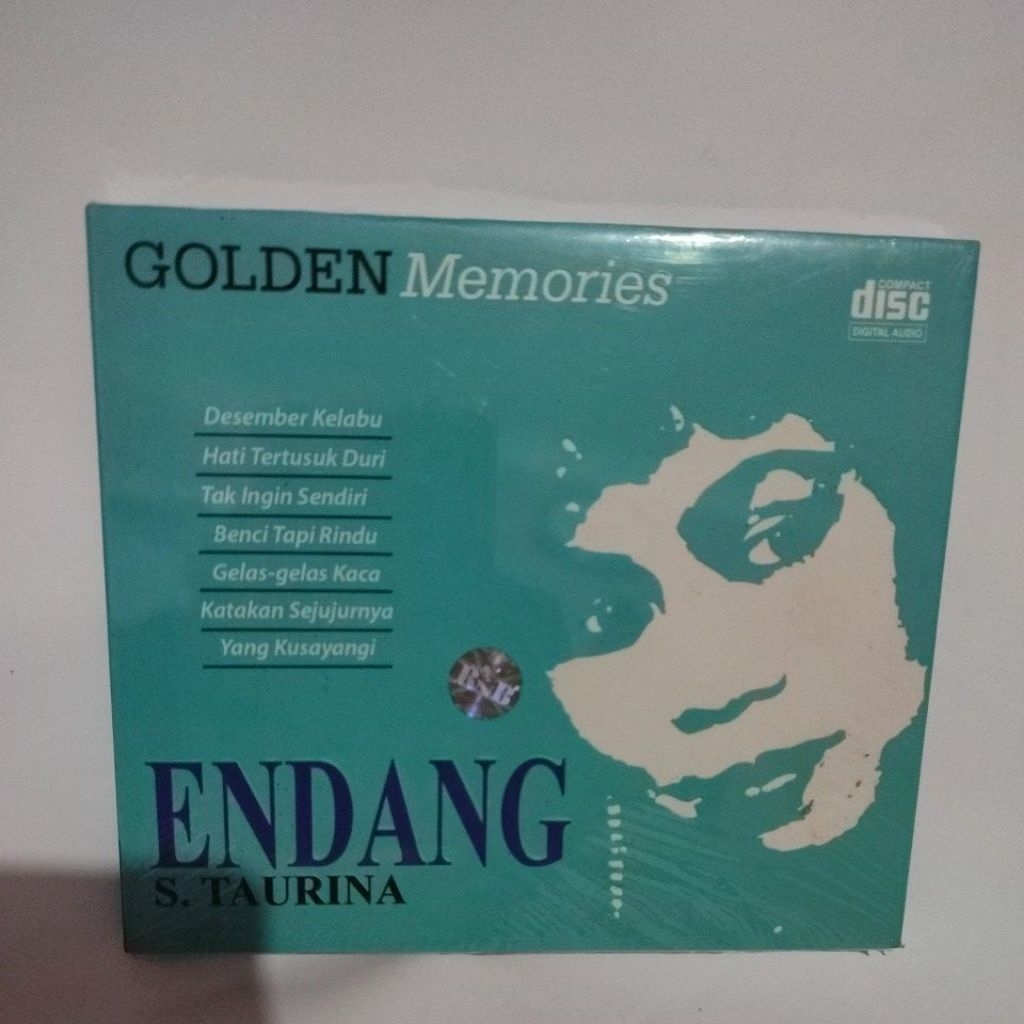 GOLDEN Memories
COMPACT
disc
DIGITAL AUDIO
Desember Kelabu
Hati Tertusuk Duri
Tak Ingin Sendiri
Benci Tapi Rindu
Gelas-gelas Kaca
Katakan Sejujurnya
Yang Kusayangi
ENDANG
S. TAURINA